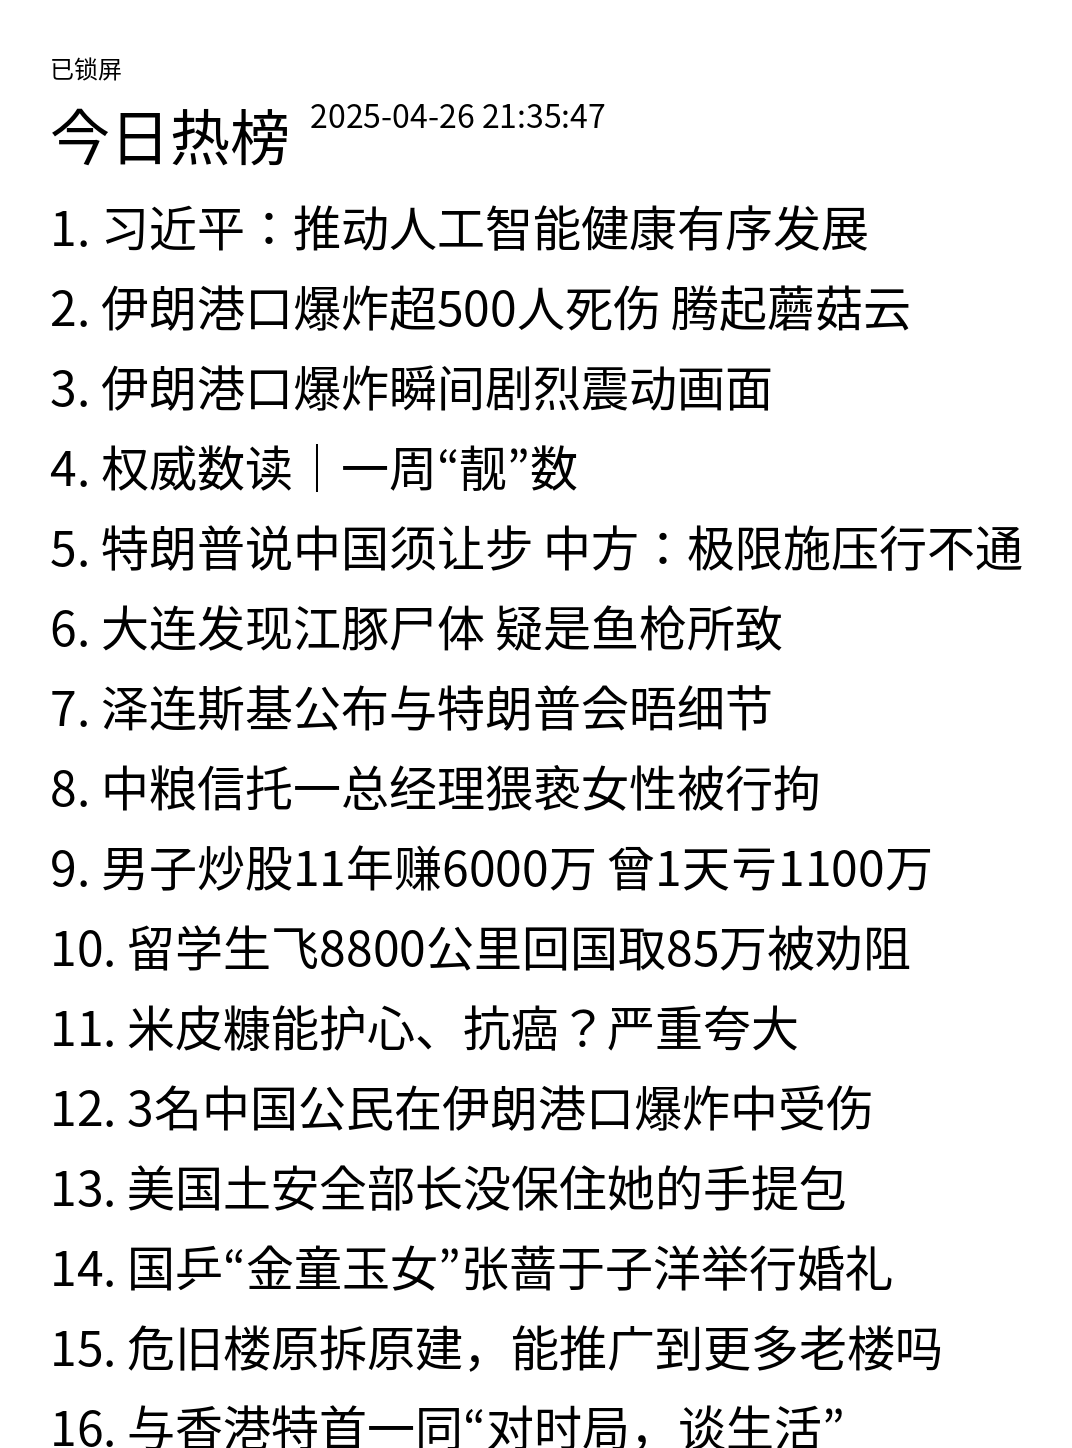 已锁屏
今日热榜 2025-04-26 21:35:47
1. 习近平：推动人工智能健康有序发展
2. 伊朗港口爆炸超500人死伤 腾起蘑菇云
3. 伊朗港口爆炸瞬间剧烈震动画面
4. 权威数读｜一周“靓”数
5. 特朗普说中国须让步 中方：极限施压行不通
6. 大连发现江豚尸体 疑是鱼枪所致
7. 泽连斯基公布与特朗普会晤细节
8. 中粮信托一总经理猥亵女性被行拘
9. 男子炒股11年赚6000万 曾1天亏1100万
10. 留学生飞8800公里回国取85万被劝阻
11. 米皮糠能护心、抗癌？严重夸大
12. 3名中国公民在伊朗港口爆炸中受伤
13. 美国土安全部长没保住她的手提包
14. 国乒“金童玉女”张蔷于子洋举行婚礼
15. 危旧楼原拆原建，能推广到更多老楼吗
16. 与香港特首一同“对时局，谈生活”